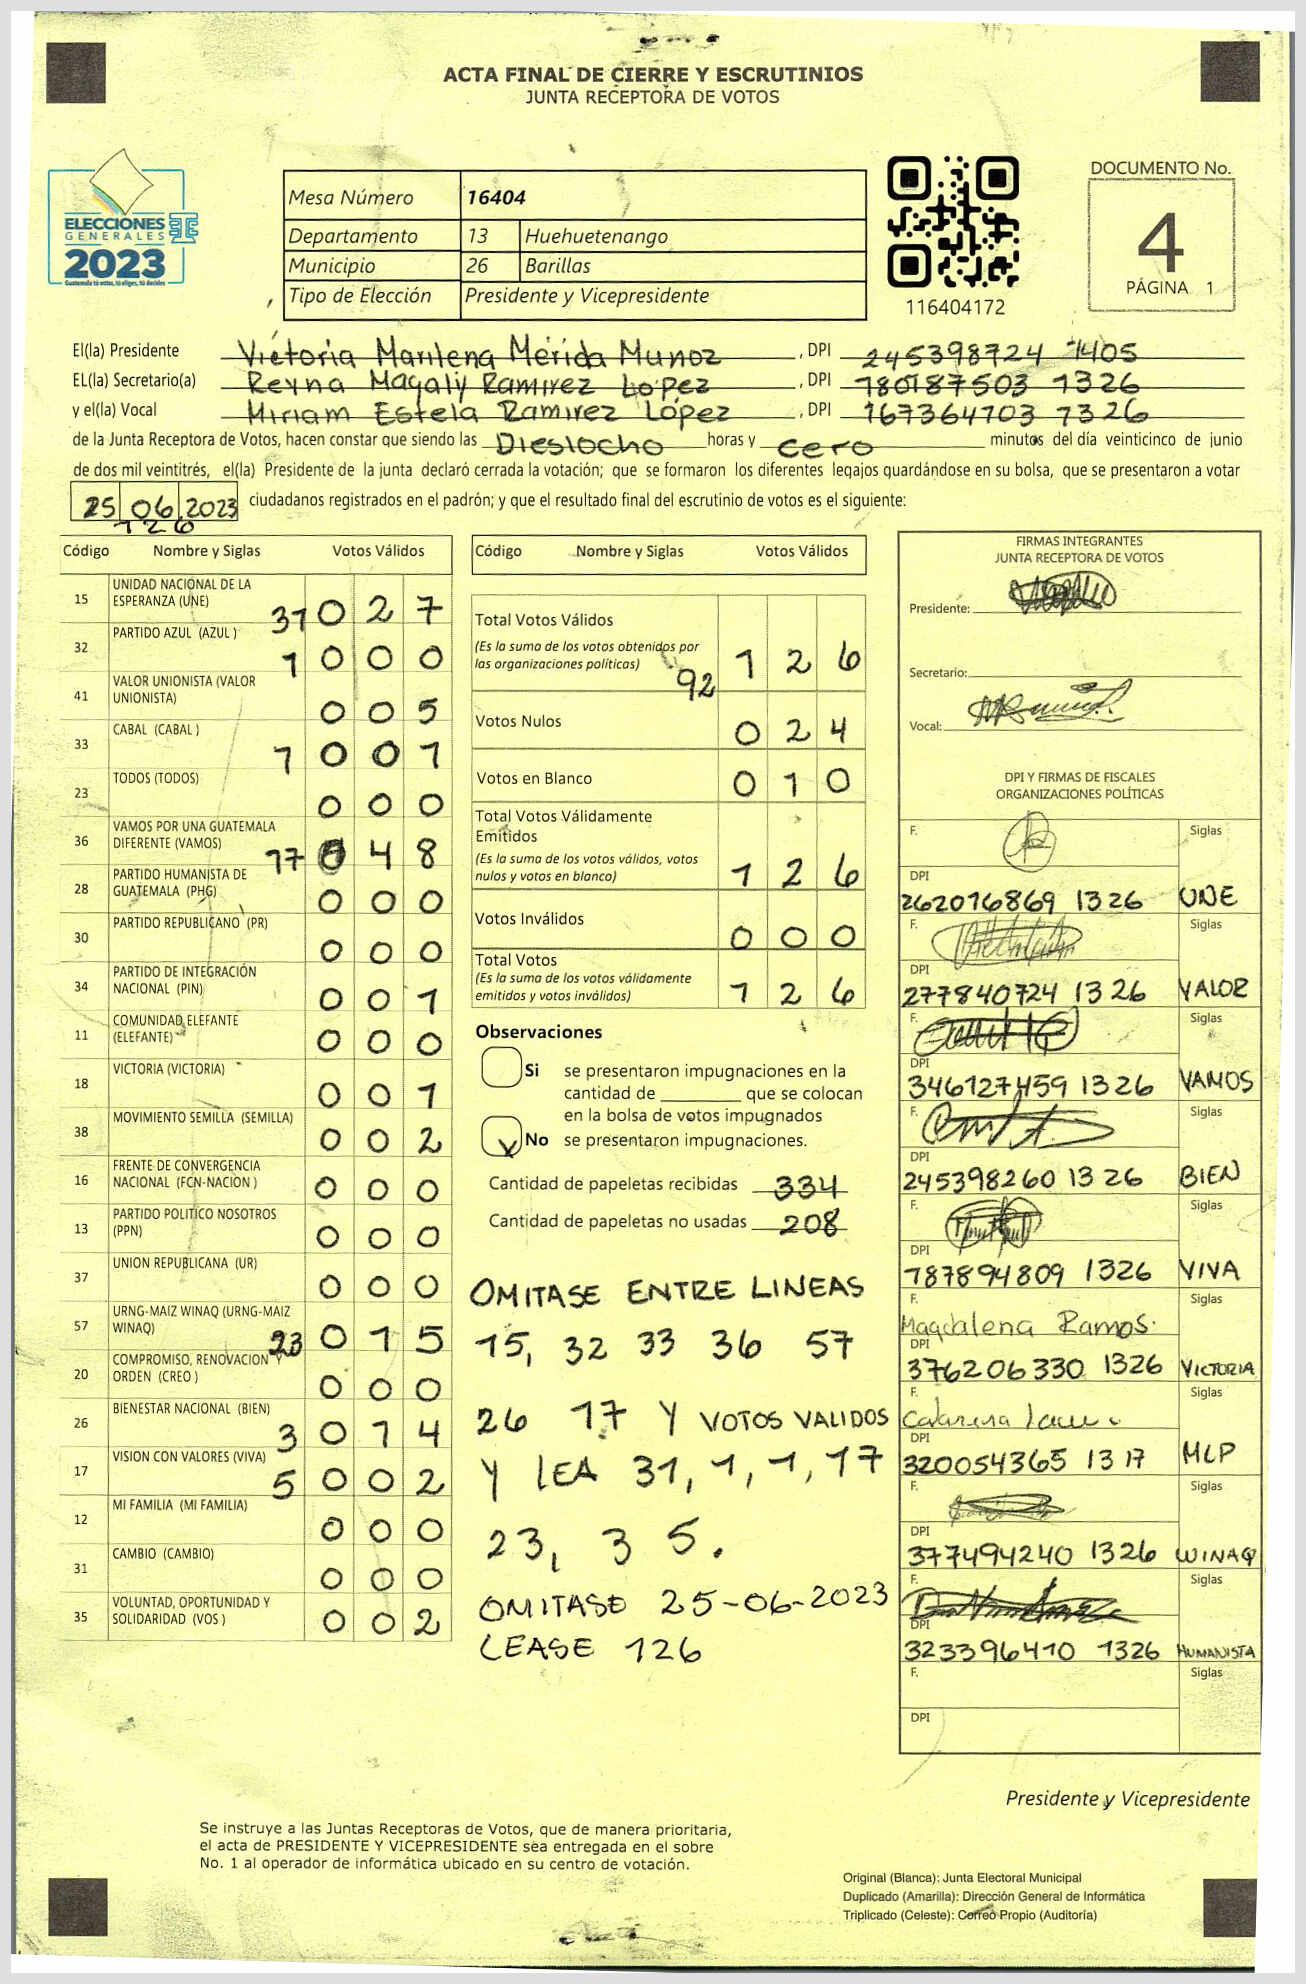 ACTA FINAL DE CIERRE Y ESCRUTINIOS
JUNTA RECEPTORA DE VOTOS
ELECCIONES
GENERALES
2023
Guatemala tú votas, tú eliges, tú decides
Mesa Número 16404
Departamento 13 Huehuetenango
Municipio 26 Barillas
Tipo de Elección Presidente y Vicepresidente
116404172
DOCUMENTO No.
4
PÁGINA 1
El(la) Presidente Victoria Marilena Mérida Munoz , DPI 245398724 1405
EL(la) Secretario(a) Reyna Magaly Ramirez Lopez , DPI 180187503 1326
y el(la) Vocal Miriam Estela Ramirez López , DPI 167364703 1326
de la Junta Receptora de Votos, hacen constar que siendo las Dieslocho horas y cero minutos del día veinticinco de junio
de dos mil veintitrés, el(la) Presidente de la junta declaró cerrada la votación; que se formaron los diferentes legajos guardándose en su bolsa, que se presentaron a votar
25 06 2023 ciudadanos registrados en el padrón; y que el resultado final del escrutinio de votos es el siguiente:
126
Código Nombre y Siglas Votos Válidos
15 UNIDAD NACIONAL DE LA
ESPERANZA (UNE) 31 0 2 7
32 PARTIDO AZUL (AZUL ) 1 0 0 0
41 VALOR UNIONISTA (VALOR
UNIONISTA) 0 0 5
33 CABAL (CABAL ) 1 0 0 1
23 TODOS (TODOS) 0 0 0
36 VAMOS POR UNA GUATEMALA
DIFERENTE (VAMOS) 17 0 4 8
28 PARTIDO HUMANISTA DE
GUATEMALA (PHG) 0 0 0
30 PARTIDO REPUBLICANO (PR) 0 0 0
34 PARTIDO DE INTEGRACIÓN
NACIONAL (PIN) 0 0 1
11 COMUNIDAD ELEFANTE
(ELEFANTE) 0 0 0
18 VICTORIA (VICTORIA) 0 0 1
38 MOVIMIENTO SEMILLA (SEMILLA) 0 0 2
16 FRENTE DE CONVERGENCIA
NACIONAL (FCN-NACION ) 0 0 0
13 PARTIDO POLITICO NOSOTROS
(PPN) 0 0 0
37 UNION REPUBLICANA (UR) 0 0 0
57 URNG-MAIZ WINAQ (URNG-MAIZ
WINAQ) 23 0 1 5
20 COMPROMISO, RENOVACION Y
ORDEN (CREO ) 0 0 0
26 BIENESTAR NACIONAL (BIEN) 3 0 1 4
17 VISION CON VALORES (VIVA) 5 0 0 2
12 MI FAMILIA (MI FAMILIA) 0 0 0
31 CAMBIO (CAMBIO) 0 0 0
35 VOLUNTAD, OPORTUNIDAD Y
SOLIDARIDAD (VOS ) 0 0 2
Código Nombre y Siglas Votos Válidos
Total Votos Válidos
(Es la suma de los votos obtenidos por
las organizaciones políticas) 92 1 2 6
Votos Nulos 0 2 4
Votos en Blanco 0 1 0
Total Votos Válidamente
Emitidos
(Es la suma de los votos válidos, votos
nulos y votos en blanco) 1 2 6
Votos Inválidos 0 0 0
Total Votos
(Es la suma de los votos válidamente
emitidos y votos inválidos) 1 2 6
Observaciones
Si se presentaron impugnaciones en la
cantidad de ________ que se colocan
en la bolsa de votos impugnados
No se presentaron impugnaciones.
Cantidad de papeletas recibidas 334
Cantidad de papeletas no usadas 208
OMITASE ENTRE LINEAS
15, 32 33 36 57
26 17 Y VOTOS VALIDOS
Y LEA 31, 1, 1, 17
23, 3 5.
OMITASE 25-06-2023
LEASE 126
FIRMAS INTEGRANTES
JUNTA RECEPTORA DE VOTOS
Presidente:
Secretario:
Vocal:
DPI Y FIRMAS DE FISCALES
ORGANIZACIONES POLÍTICAS
F. Siglas
DPI
262016869 1326 UNE
F. Siglas
DPI
277840724 1326 VALOR
F. Siglas
DPI
346127459 1326 VAMOS
F. Siglas
DPI
245398260 1326 BIEN
F. Siglas
DPI
187894809 1326 VIVA
F. Siglas
Magdalena Ramos.
DPI
376206330 1326 VICTORIA
F. Siglas
Catarina
DPI
320054365 1317 MLP
F. Siglas
DPI
377494240 1326 WINAQ
F. Siglas
DPI
323396410 1326 HUMANISTA
F. Siglas
DPI
Presidente y Vicepresidente
Se instruye a las Juntas Receptoras de Votos, que de manera prioritaria,
el acta de PRESIDENTE Y VICEPRESIDENTE sea entregada en el sobre
No. 1 al operador de informática ubicado en su centro de votación.
Original (Blanca): Junta Electoral Municipal
Duplicado (Amarilla): Dirección General de Informática
Triplicado (Celeste): Correo Propio (Auditoría)